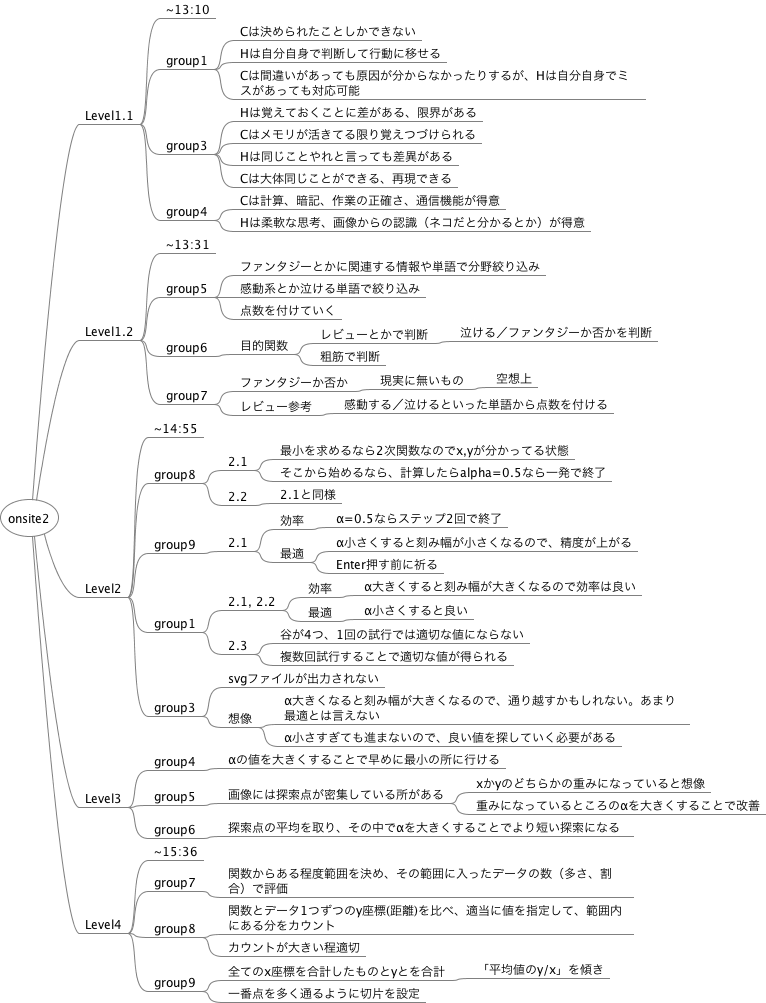 onsite2
Level1.1
~13:10
group1
Cは決められたことしかできない
Hは自分自身で判断して行動に移せる
Cは間違いがあっても原因が分からなかったりするが、Hは自分自身でミ
スがあっても対応可能
group3
Hは覚えておくことに差がある、限界がある
Cはメモリが活きてる限り覚えつづけられる
Hは同じことやれと言っても差異がある
Cは大体同じことができる、再現できる
group4
Cは計算、暗記、作業の正確さ、通信機能が得意
Hは柔軟な思考、画像からの認識（ネコだと分かるとか）が得意
Level1.2
~13:31
group5
ファンタジーとかに関連する情報や単語で分野絞り込み
感動系とか泣ける単語で絞り込み
点数を付けていく
group6
目的関数
レビューとかで判断
泣ける／ファンタジーか否かを判断
粗筋で判断
group7
ファンタジーか否か
現実に無いもの
空想上
レビュー参考
感動する／泣けるといった単語から点数を付ける
Level2
~14:55
group8
2.1
最小を求めるなら2次関数なのでx,yが分かってる状態
そこから始めるなら、計算したらalpha=0.5なら一発で終了
2.2
2.1と同様
group9
2.1
効率
α=0.5ならステップ2回で終了
最適
α小さくすると刻み幅が小さくなるので、精度が上がる
Enter押す前に祈る
group1
2.1, 2.2
効率
α大きくすると刻み幅が大きくなるので効率は良い
最適
α小さくすると良い
2.3
谷が4つ、1回の試行では適切な値にならない
複数回試行することで適切な値が得られる
group3
svgファイルが出力されない
想像
α大きくなると刻み幅が大きくなるので、通り越すかもしれない。あまり
最適とは言えない
α小さすぎても進まないので、良い値を探していく必要がある
Level3
group4
αの値を大きくすることで早めに最小の所に行ける
group5
画像には探索点が密集している所がある
xかyのどちらかの重みになっていると想像
重みになっているところのαを大きくすることで改善
group6
探索点の平均を取り、その中でαを大きくすることでより短い探索になる
Level4
~15:36
group7
関数からある程度範囲を決め、その範囲に入ったデータの数（多さ、割
合）で評価
group8
関数とデータ1つずつのy座標(距離)を比べ、適当に値を指定して、範囲内
にある分をカウント
カウントが大きい程適切
group9
全てのx座標を合計したものとyとを合計
「平均値のy/x」を傾き
一番点を多く通るように切片を設定